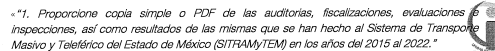 «"1. Proporcione copia simple o PDF de las auditorias, fiscalizaciones, evaluaciones e
inspecciones, así como resultados de las mismas que se han hecho al Sistema de Transporte
Masivo y Teleférico del Estado de México (SITRAMyTEM) en los años del 2015 al 2022."